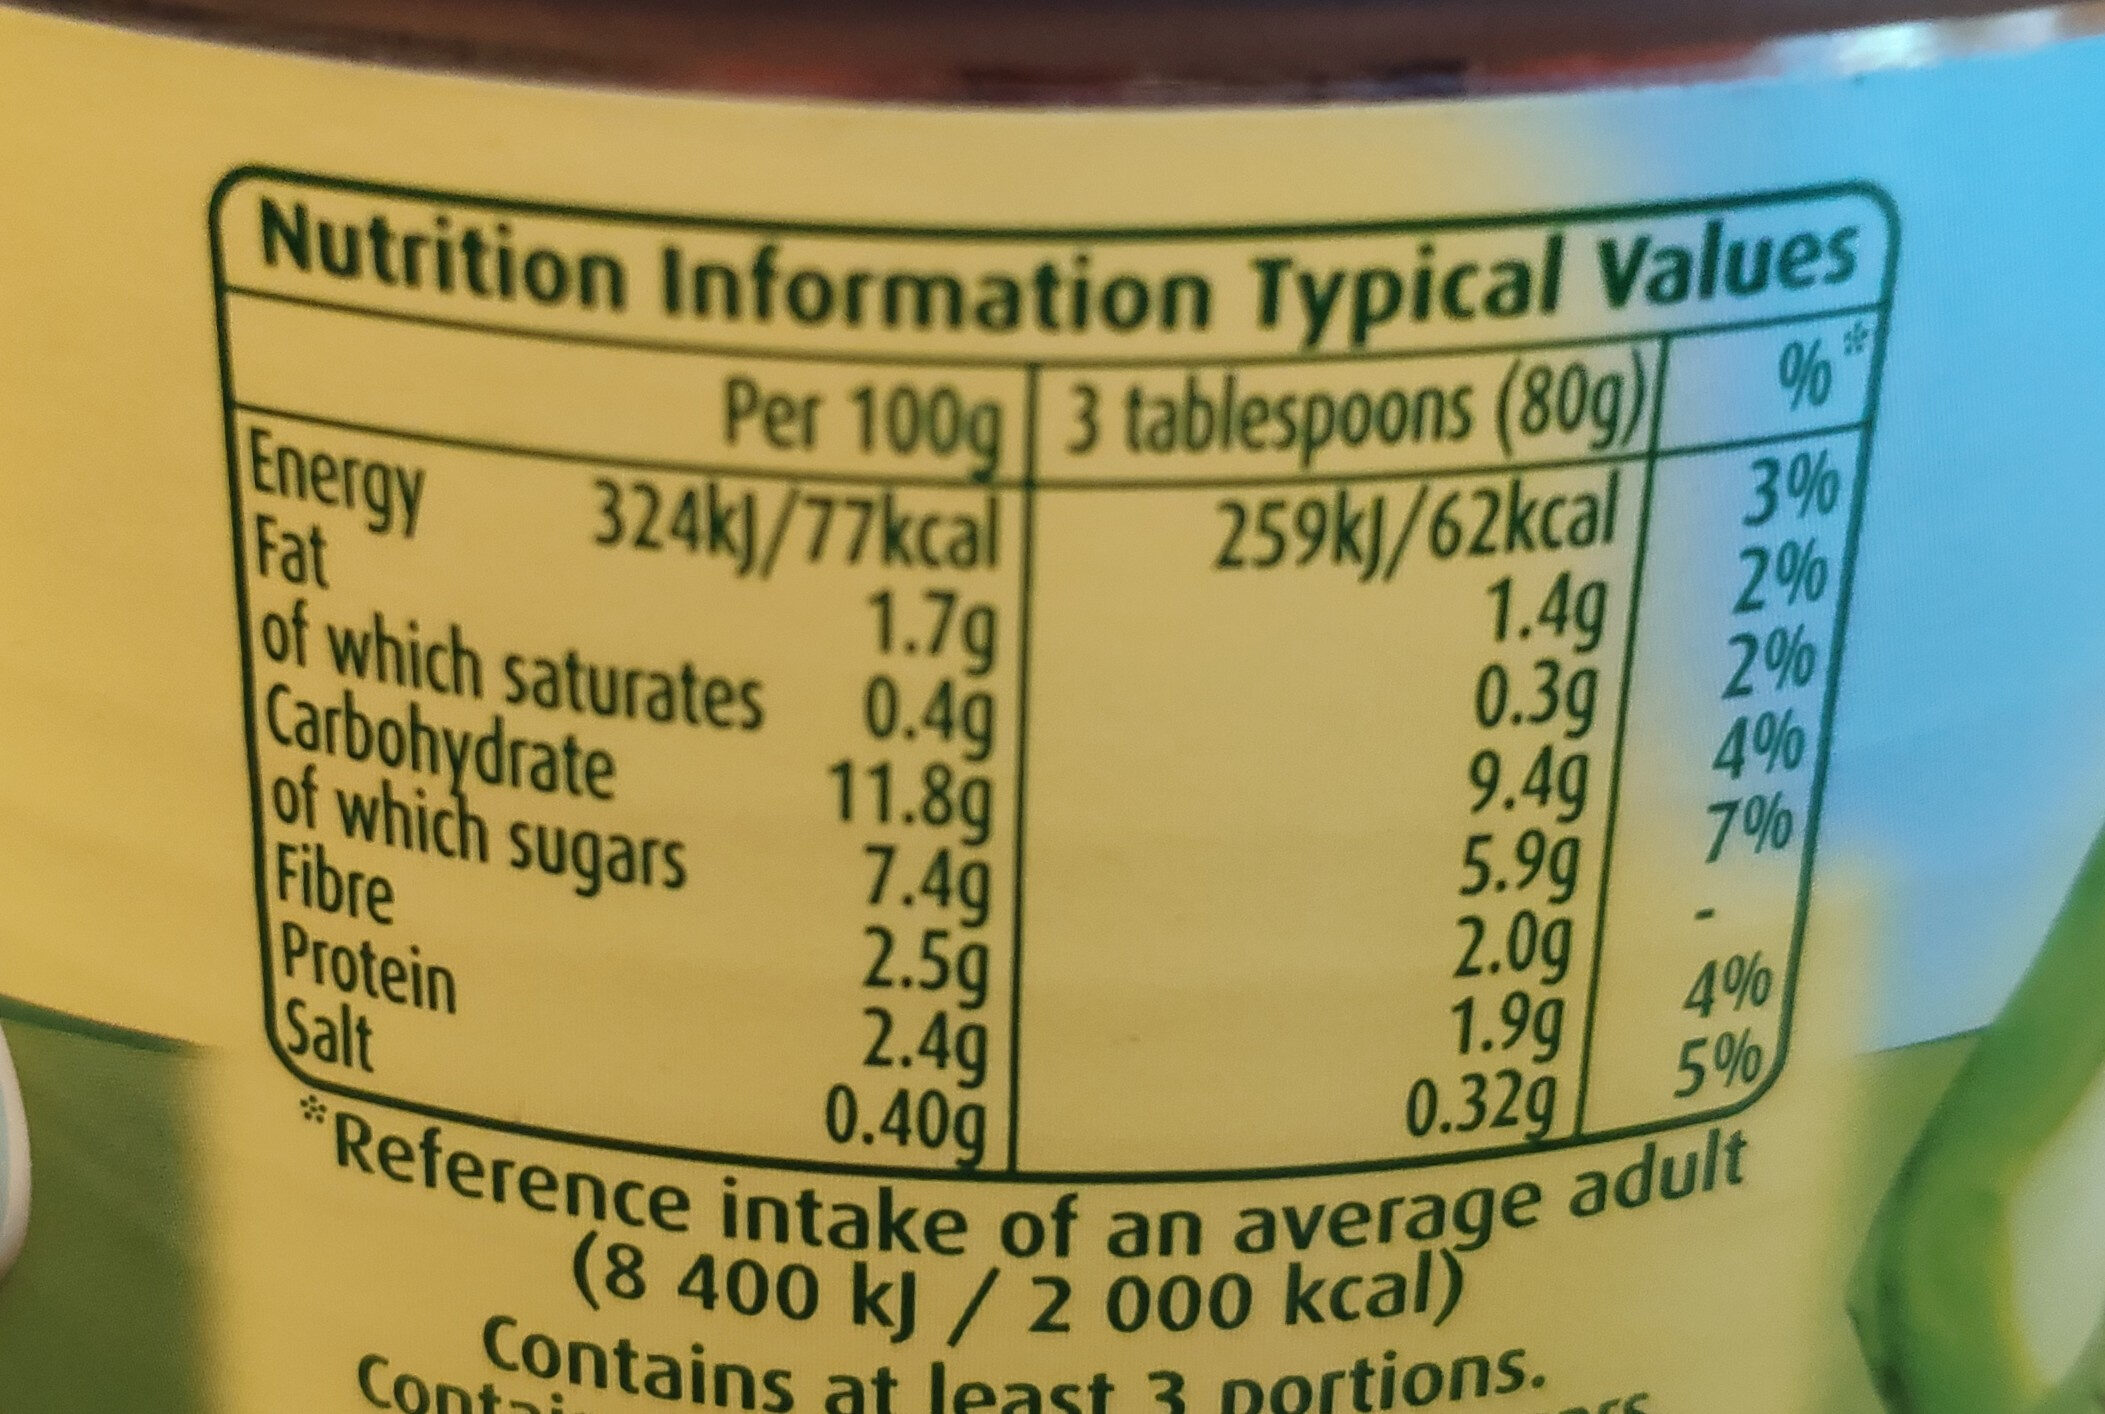 Nutrition Information Typical Values
Per 100g 3 tablespoons (80g) %*
Energy 324kJ/77kcal 259kJ/62kcal 3%
Fat 1.7g 1.4g 2%
of which saturates 0.4g 0.3g 2%
Carbohydrate 11.8g 9.4g 4%
of which sugars 7.4g 5.9g 7%
Fibre 2.5g 2.0g -
Protein 2.4g 1.9g 4%
Salt 0.40g 0.32g 5%
*Reference intake of an average adult
(8 400 kJ / 2 000 kcal)
Contains at least 3 portions.